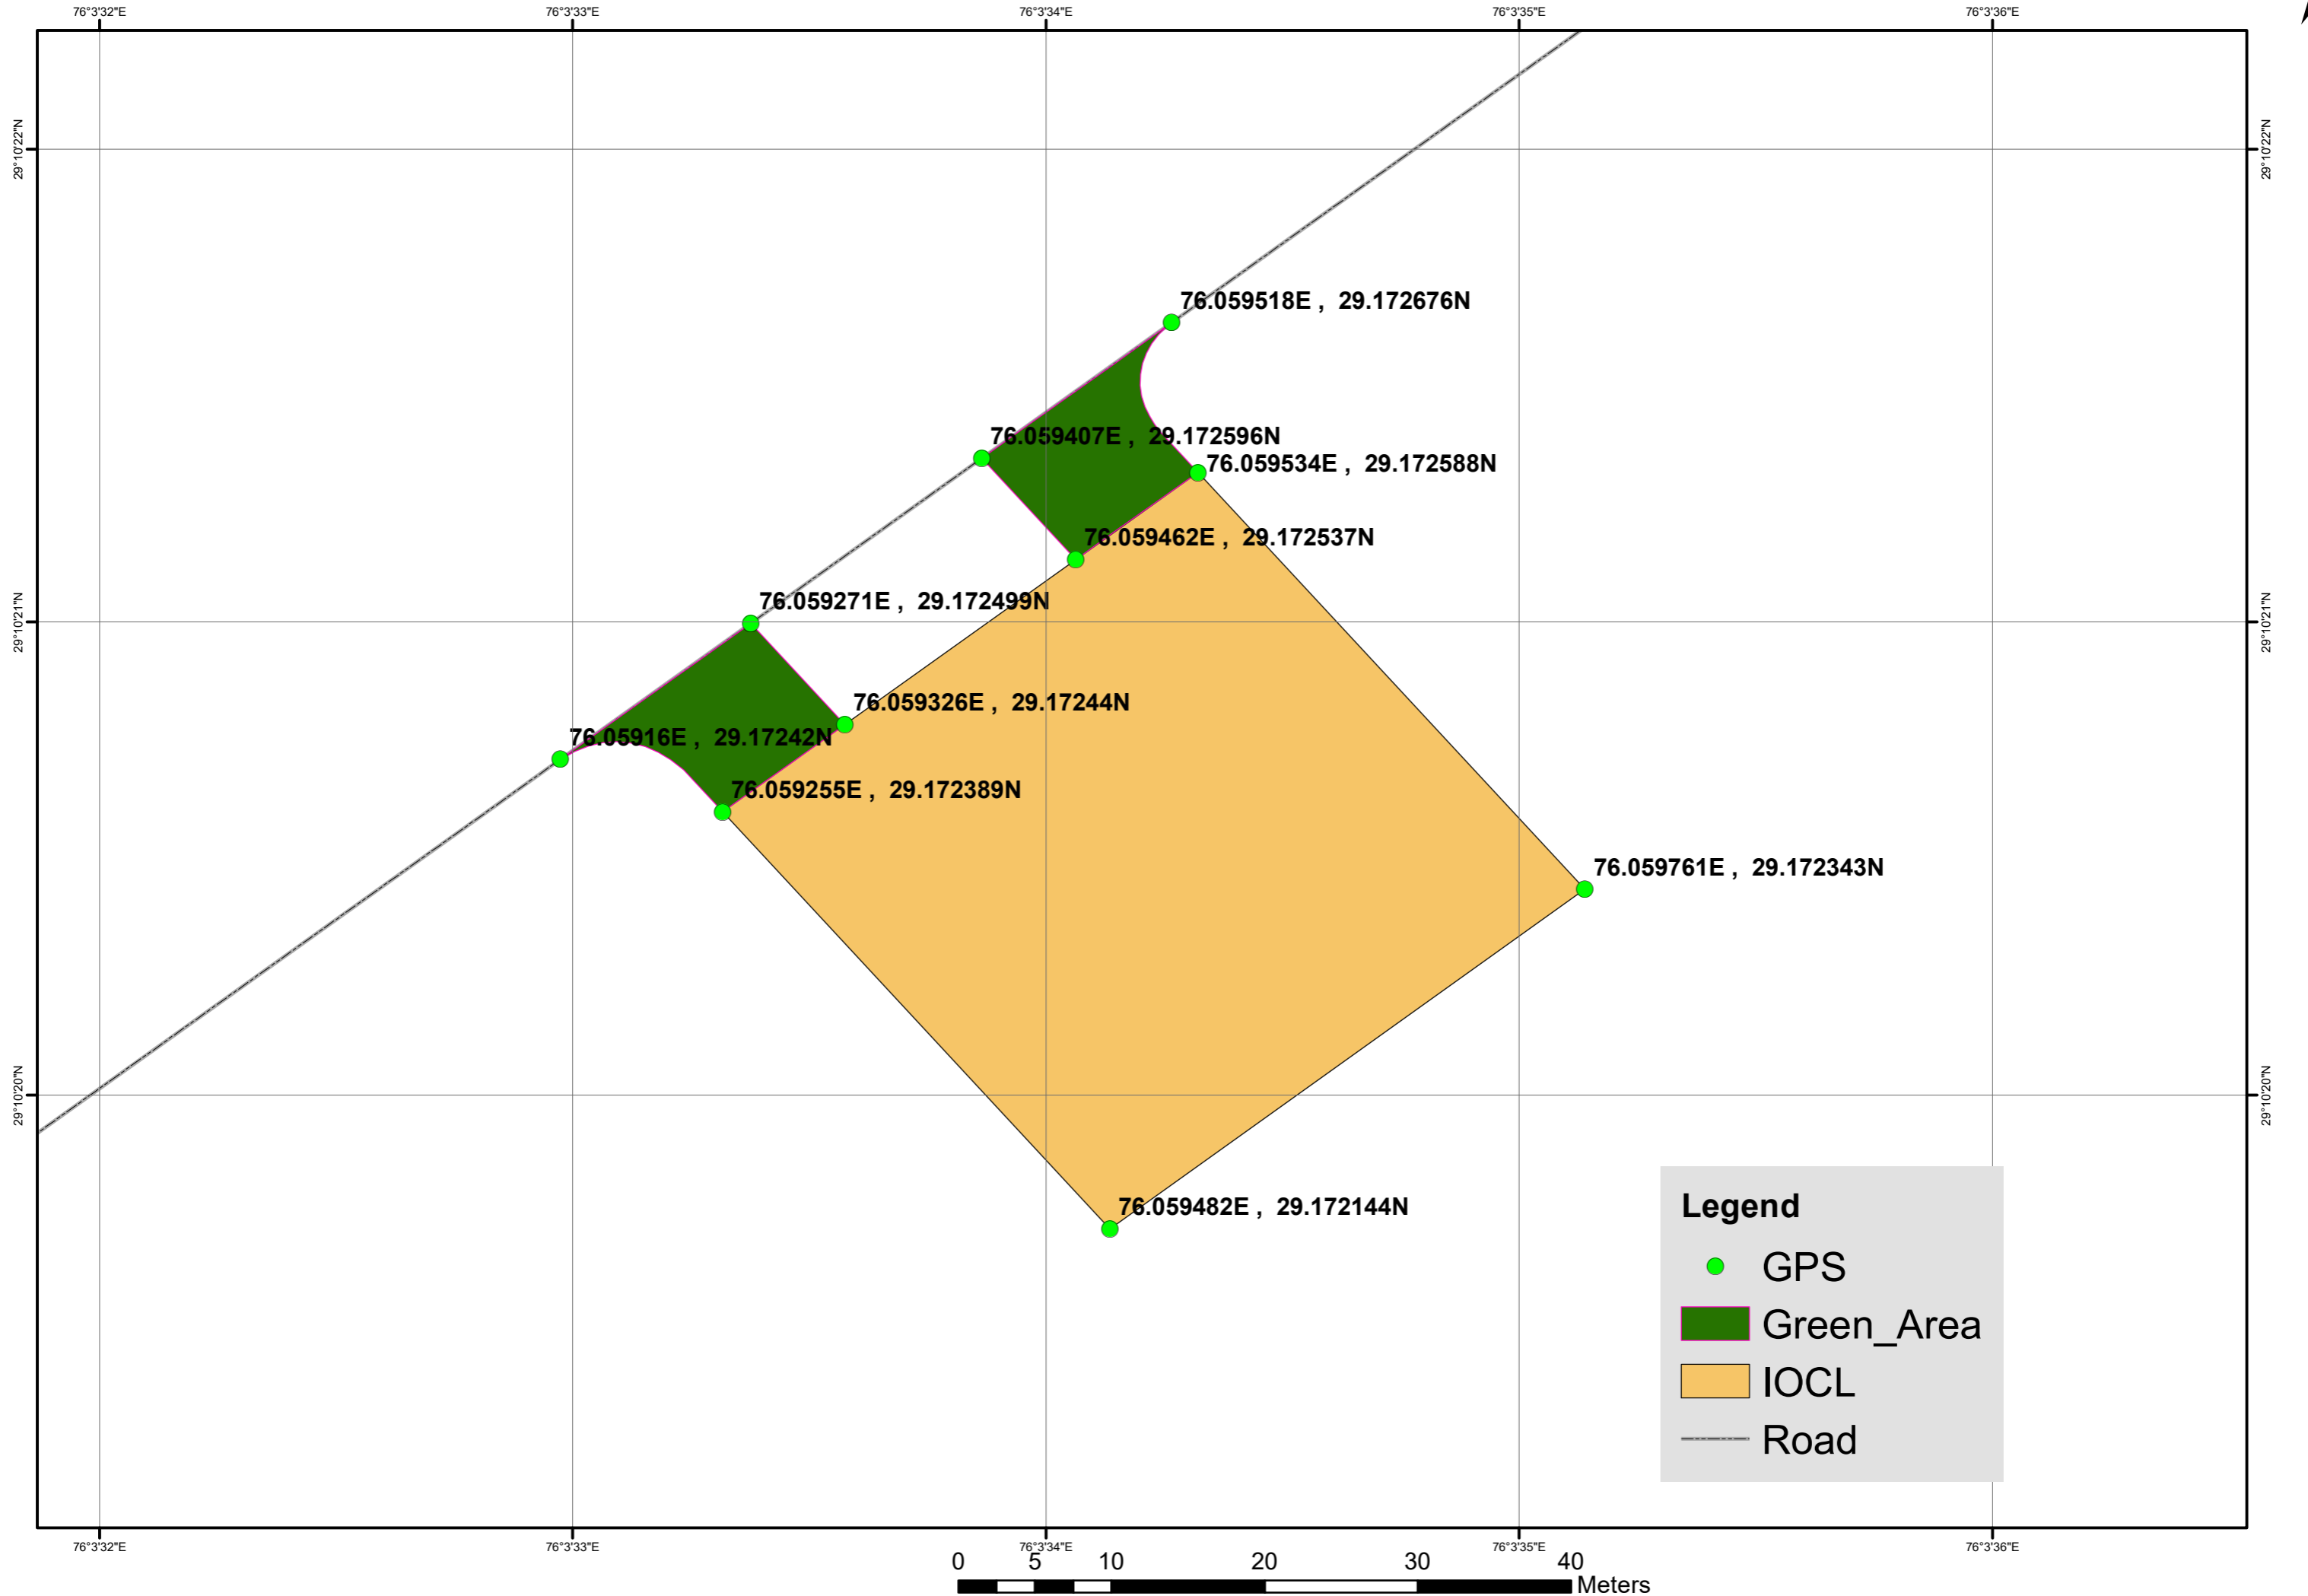 76°3'32"E 76°3'33"E 76°3'34"E 76°3'35"E 76°3'36"E
29°10'22"N 29°10'22"N
76.059518E , 29.172676N
76.059407E , 29.172596N
76.059534E , 29.172588N
76.059462E , 29.172537N
76.059271E , 29.172499N
29°10'21"N 29°10'21"N
76.059326E , 29.17244N
76.05916E , 29.17242N
76.059255E , 29.172389N
76.059761E , 29.172343N
29°10'20"N 29°10'20"N
76.059482E , 29.172144N
Legend
GPS
Green_Area
IOCL
Road
76°3'32"E 76°3'33"E 76°3'34"E 76°3'35"E 76°3'36"E
0 5 10 20 30 40
Meters